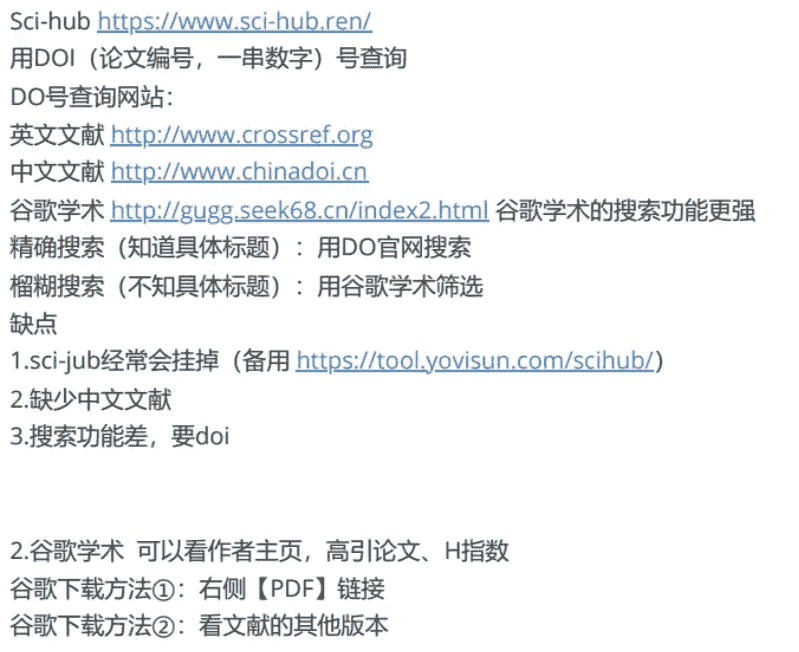 Sci-hub https://www.sci-hub.ren/
用DOI（论文编号，一串数字）号查询
DO号查询网站：
英文文献 http://www.crossref.org
中文文献 http://www.chinadoi.cn
谷歌学术 http://gugg.seek68.cn/index2.html 谷歌学术的搜索功能更强
精确搜索（知道具体标题）：用DO官网搜索
榴糊搜索（不知具体标题）：用谷歌学术筛选
缺点
1.sci-jub经常会挂掉（备用 https://tool.yovisun.com/scihub/）
2.缺少中文文献
3.搜索功能差，要doi
2.谷歌学术 可以看作者主页，高引论文、H指数
谷歌下载方法①：右侧【PDF】链接
谷歌下载方法②：看文献的其他版本